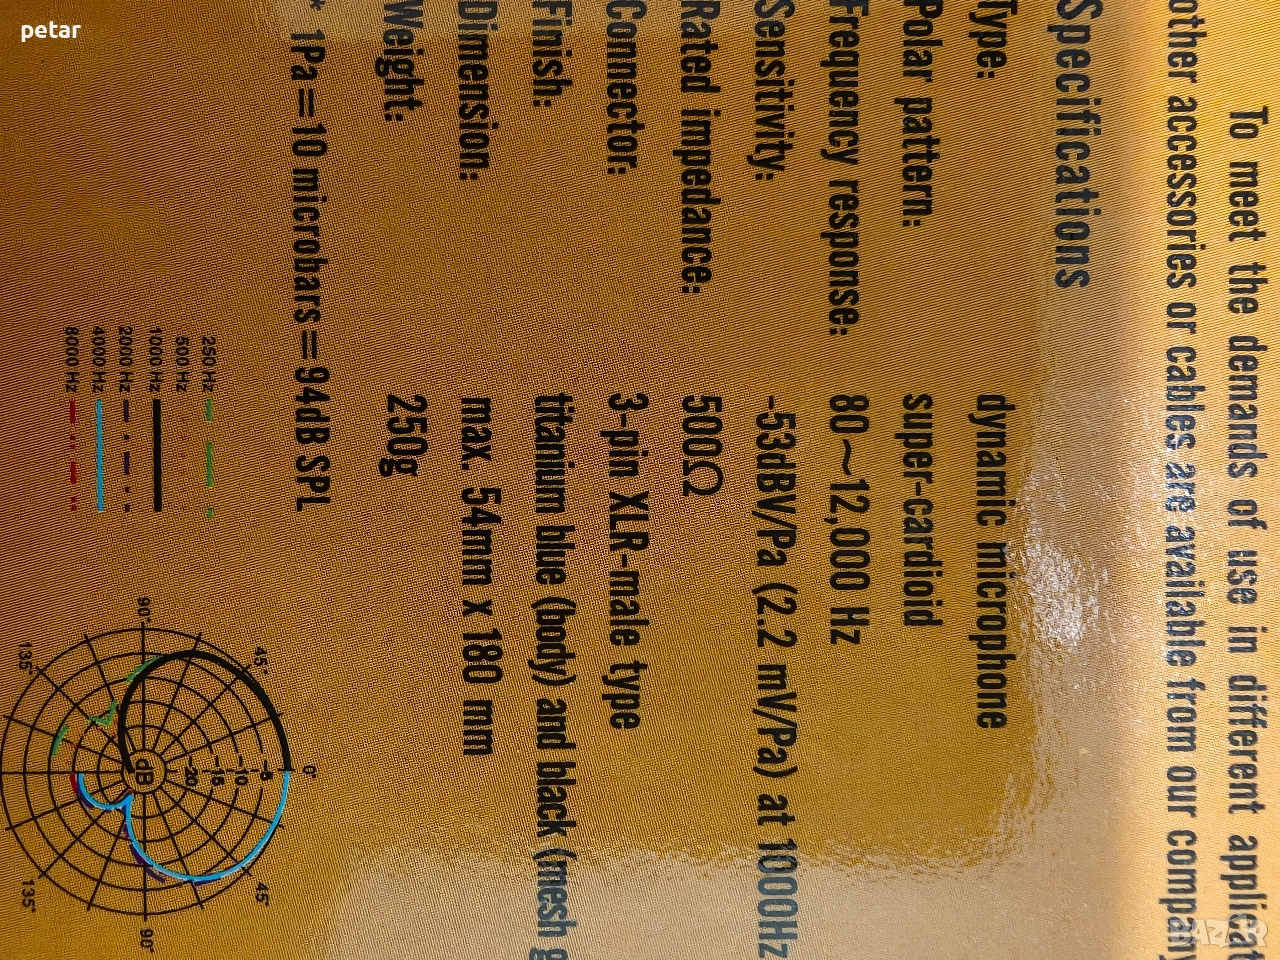 petar
To meet the demands of use in different
other accessories or cables are available from our company
Specifications
Type: dynamic microphone
Polar pattern: super-cardioid
Frequency response: 80~12,000 Hz
Sensitivity: -53dBV/Pa (2.2 mV/Pa) at 1000Hz
Rated impedance: 500Ω
Connector: 3-pin XLR-male type
Finish: titanium blue (body) and black (mesh
Dimension: max. 54mm x 180 mm
Weight: 250g
* 1Pa=10 microbars=94dB SPL
250 Hz
500 Hz
1000 Hz
2000 Hz
4000 Hz
8000 Hz
0°
45° 45°
90° 90°
135° 135°
-5
-10
-15
-20
dB
BAZAR